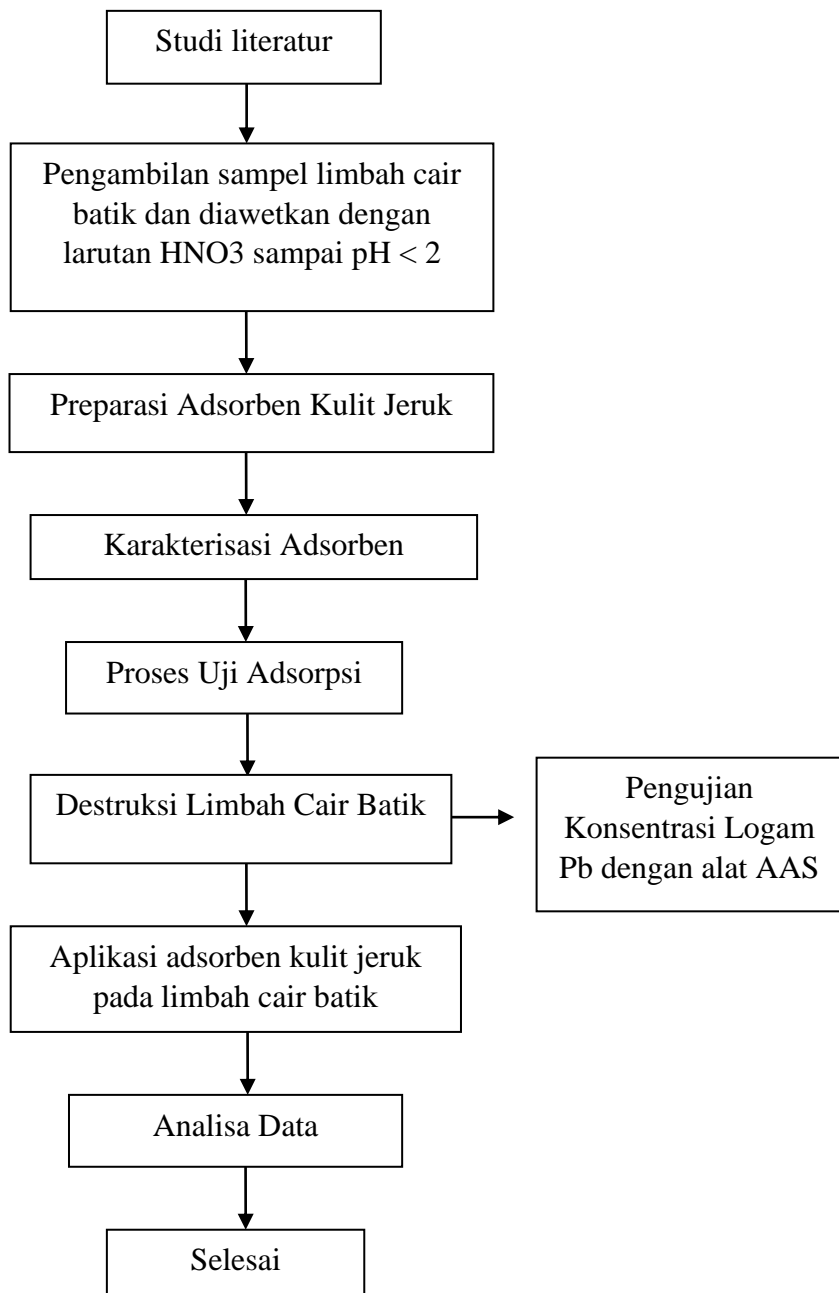 Studi literatur
Pengambilan sampel limbah cair
batik dan diawetkan dengan
larutan HNO3 sampai pH < 2
Preparasi Adsorben Kulit Jeruk
Karakterisasi Adsorben
Proses Uji Adsorpsi
Destruksi Limbah Cair Batik
Pengujian
Konsentrasi Logam
Pb dengan alat AAS
Aplikasi adsorben kulit jeruk
pada limbah cair batik
Analisa Data
Selesai